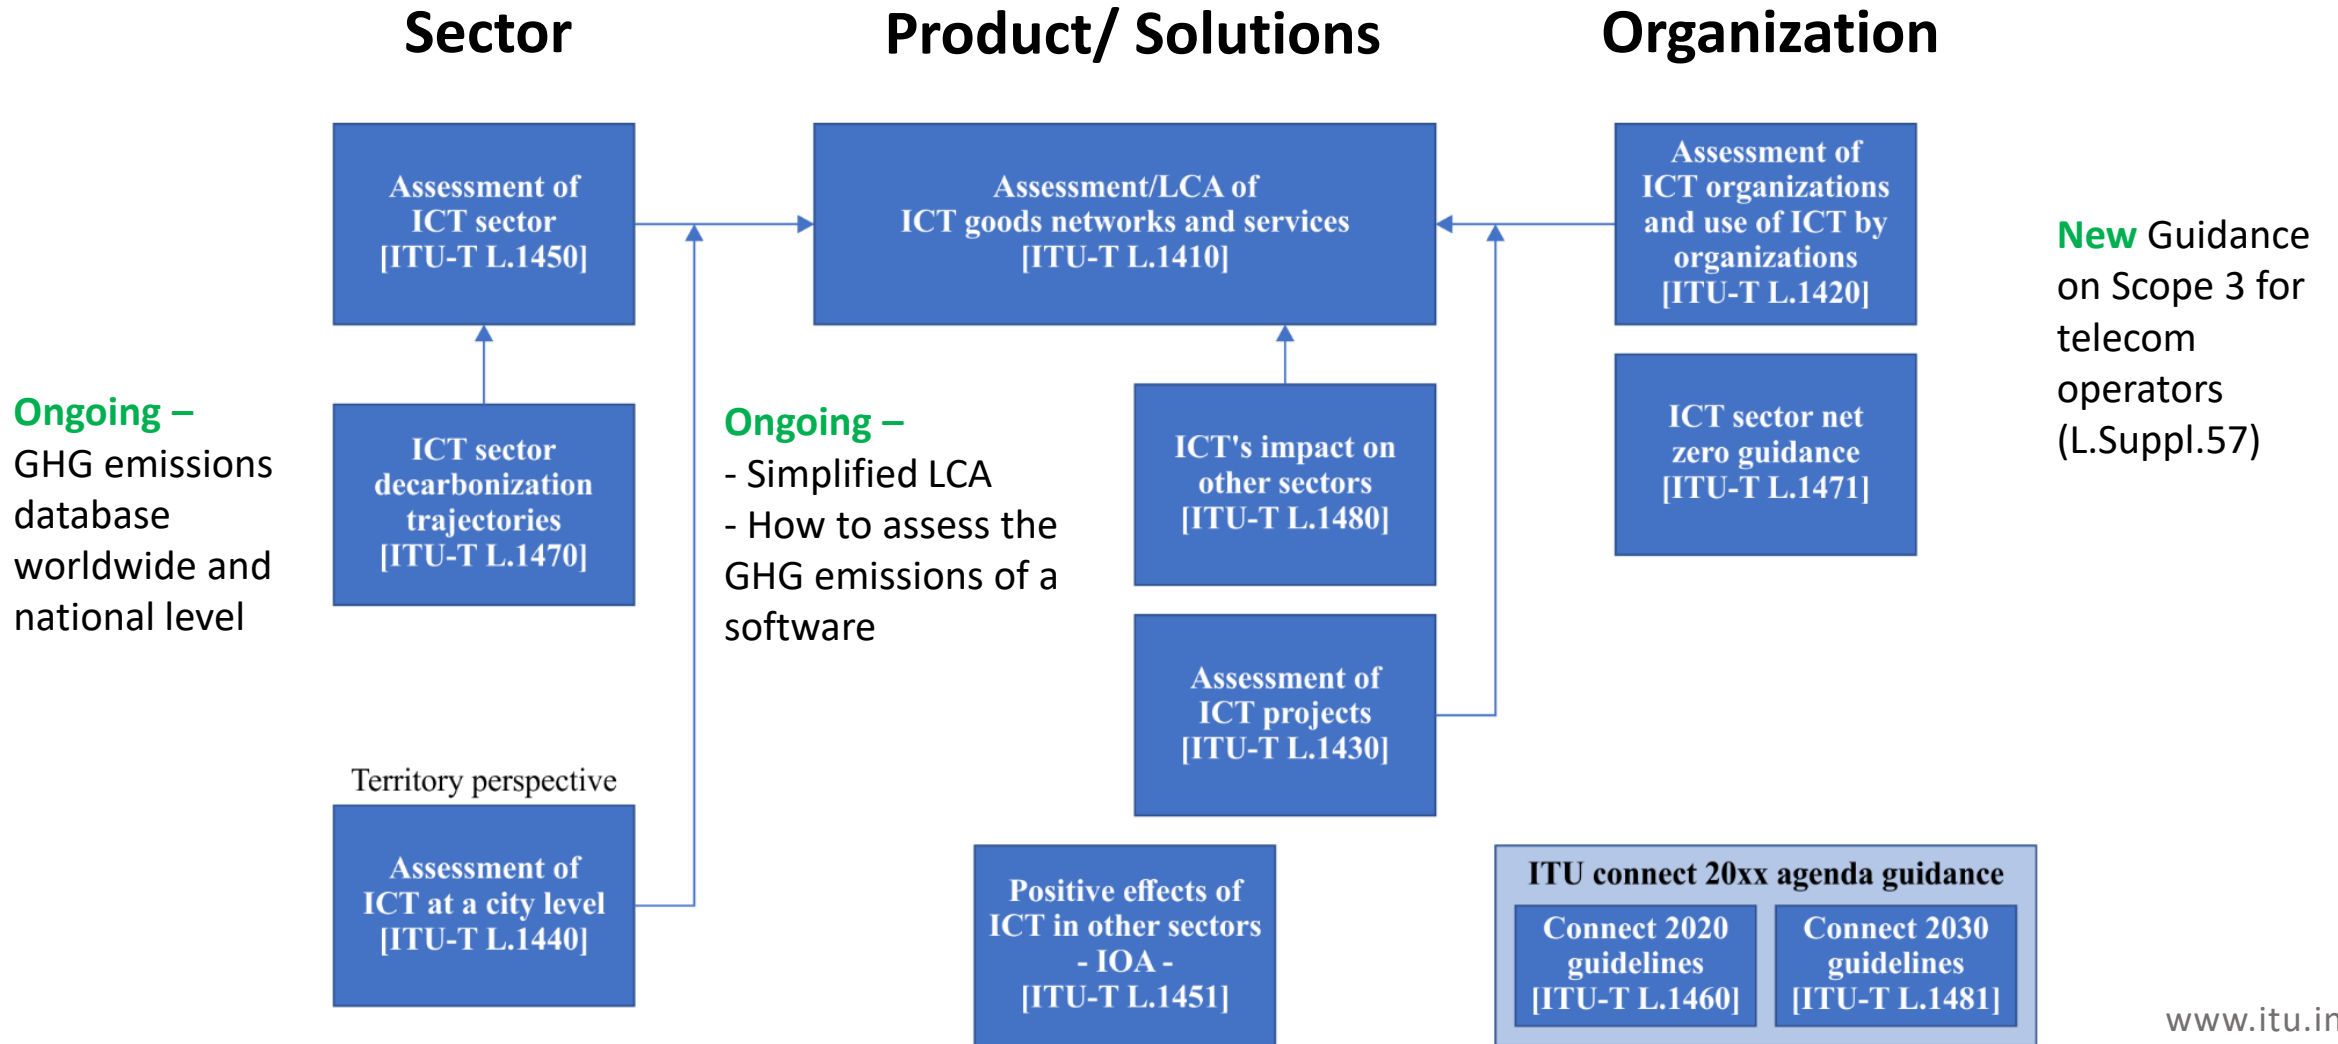 Sector
Product/ Solutions
Organization
Assessment of
ICT sector
[ITU-T L.1450]
Assessment/LCA of
ICT goods networks and services
[ITU-T L.1410]
Assessment of
ICT organizations
and use of ICT by
organizations
[ITU-T L.1420]
New Guidance
on Scope 3 for
telecom
operators
(L.Suppl.57)
Ongoing –
GHG emissions
database
worldwide and
national level
ICT sector
decarbonization
trajectories
[ITU-T L.1470]
Ongoing –
- Simplified LCA
- How to assess the
GHG emissions of a
software
ICT's impact on
other sectors
[ITU-T L.1480]
ICT sector net
zero guidance
[ITU-T L.1471]
Assessment of
ICT projects
[ITU-T L.1430]
Territory perspective
Assessment of
ICT at a city level
[ITU-T L.1440]
Positive effects of
ICT in other sectors
- IOA -
[ITU-T L.1451]
ITU connect 20xx agenda guidance
Connect 2020
guidelines
[ITU-T L.1460]
Connect 2030
guidelines
[ITU-T L.1481]
www.itu.in